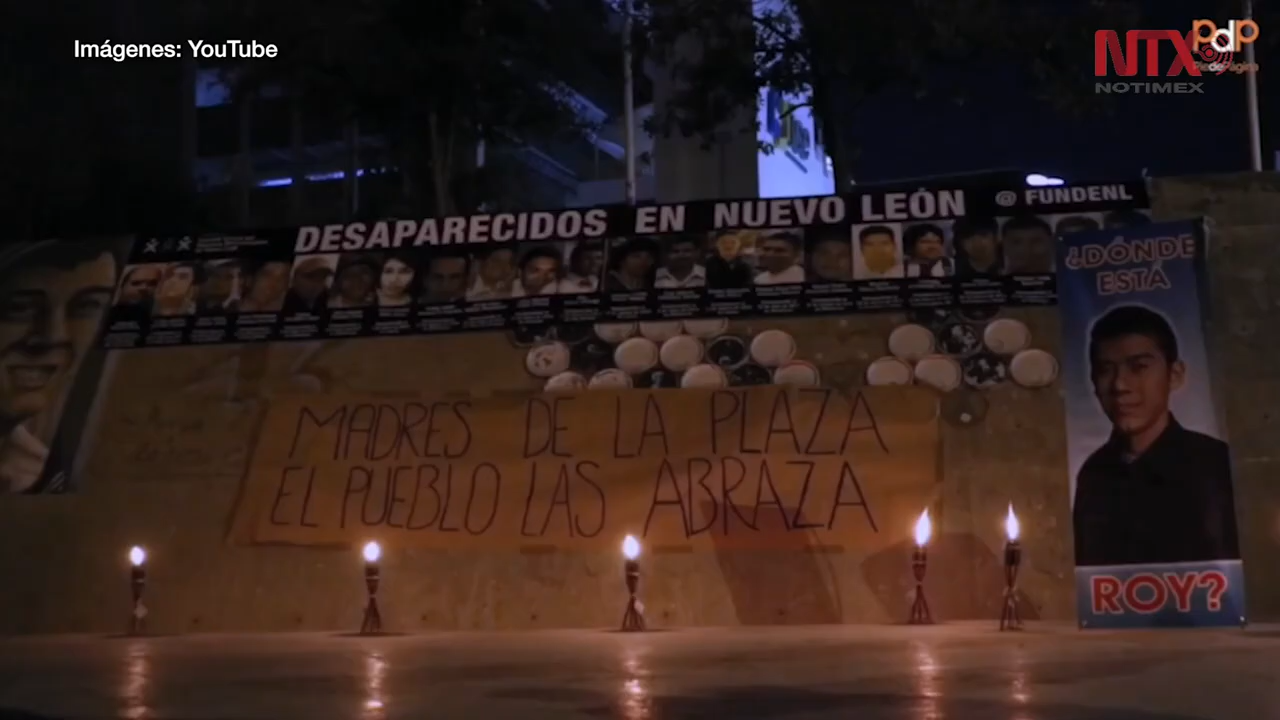 Imágenes: YouTube
NTX
NOTIMEX
pdp
PiedePágina
DESAPARECIDOS EN NUEVO LEÓN @ FUNDENL
¿DÓNDE
ESTÁ
ROY?
MADRES DE LA PLAZA
EL PUEBLO LAS ABRAZA